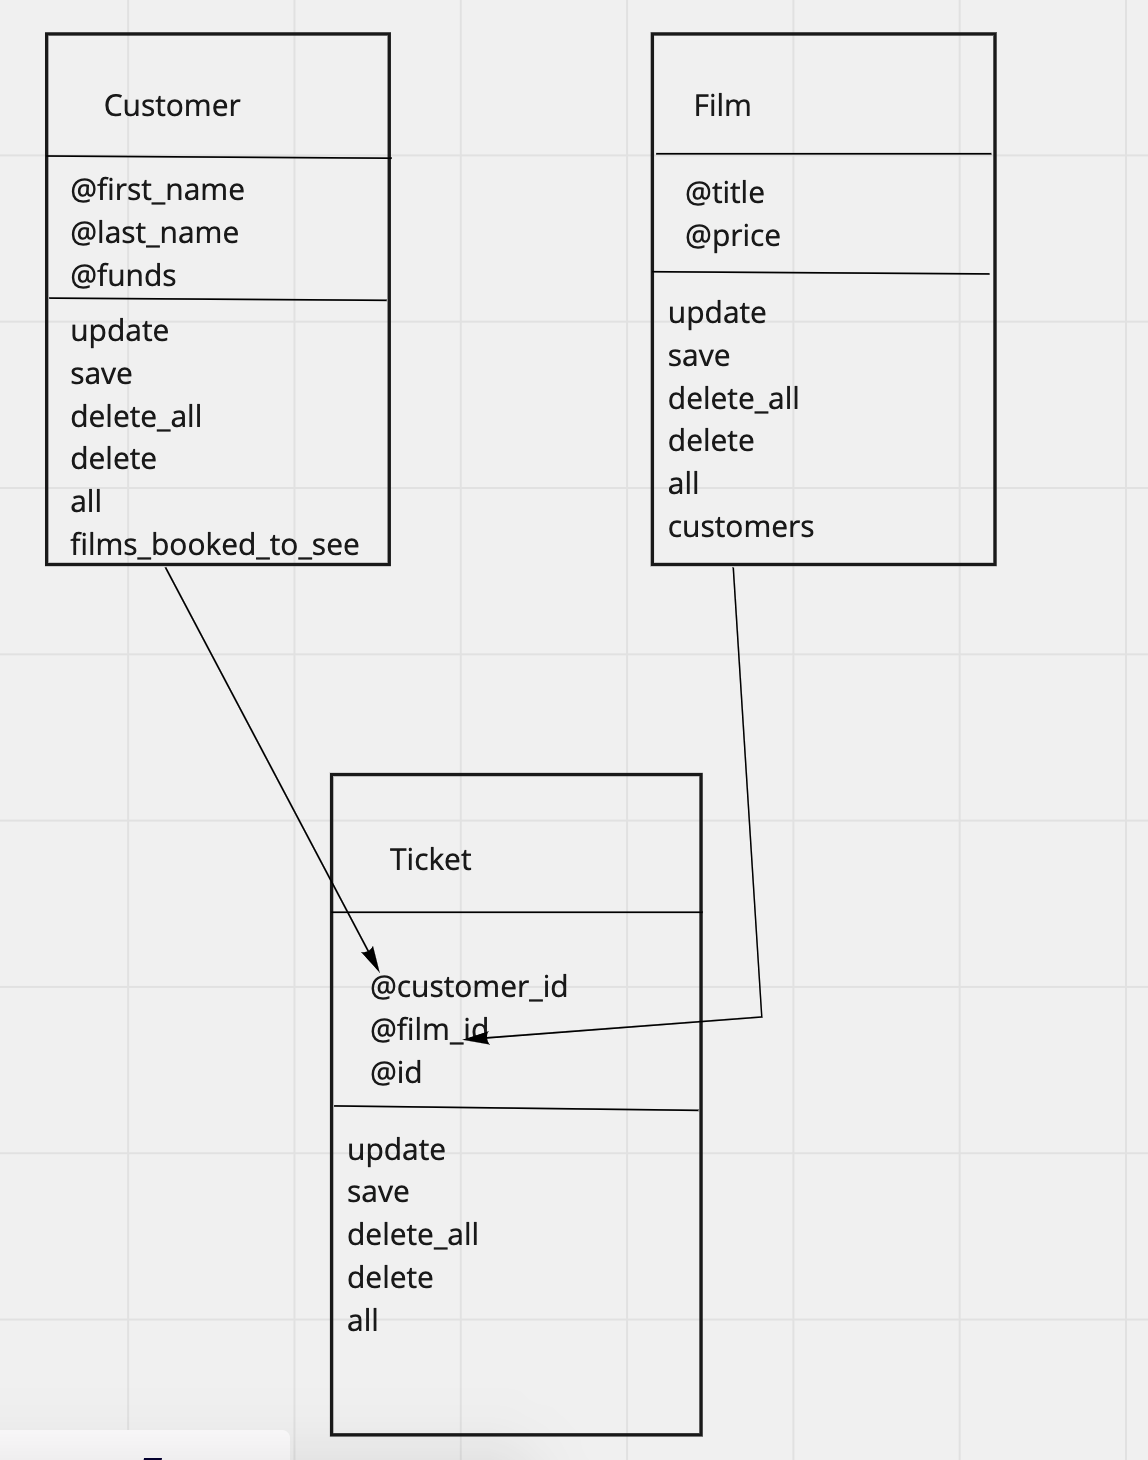 Customer
@first_name
@last_name
@funds
update
save
delete_all
delete
all
films_booked_to_see
Film
@title
@price
update
save
delete_all
delete
all
customers
Ticket
@customer_id
@film_id
@id
update
save
delete_all
delete
all